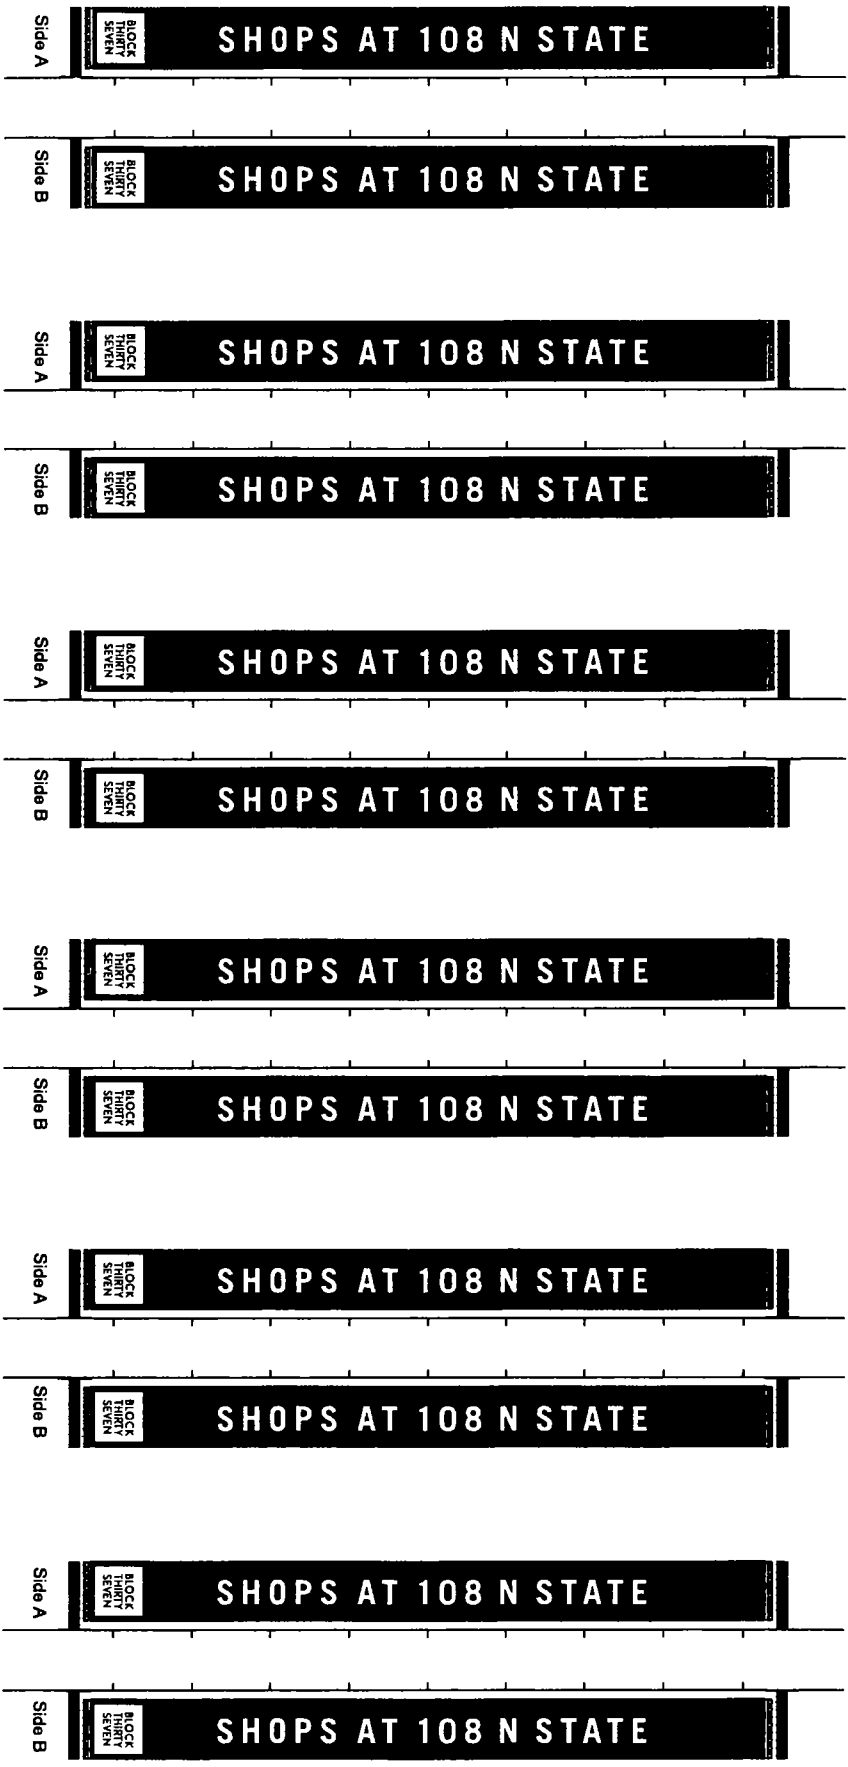 Side A
BLOCK
THIRTY
SEVEN
SHOPS AT 108 N STATE
Side B
BLOCK
THIRTY
SEVEN
SHOPS AT 108 N STATE
Side A
BLOCK
THIRTY
SEVEN
SHOPS AT 108 N STATE
Side B
BLOCK
THIRTY
SEVEN
SHOPS AT 108 N STATE
Side A
BLOCK
THIRTY
SEVEN
SHOPS AT 108 N STATE
Side B
BLOCK
THIRTY
SEVEN
SHOPS AT 108 N STATE
Side A
BLOCK
THIRTY
SEVEN
SHOPS AT 108 N STATE
Side B
BLOCK
THIRTY
SEVEN
SHOPS AT 108 N STATE
Side A
BLOCK
THIRTY
SEVEN
SHOPS AT 108 N STATE
Side B
BLOCK
THIRTY
SEVEN
SHOPS AT 108 N STATE
Side A
BLOCK
THIRTY
SEVEN
SHOPS AT 108 N STATE
Side B
BLOCK
THIRTY
SEVEN
SHOPS AT 108 N STATE